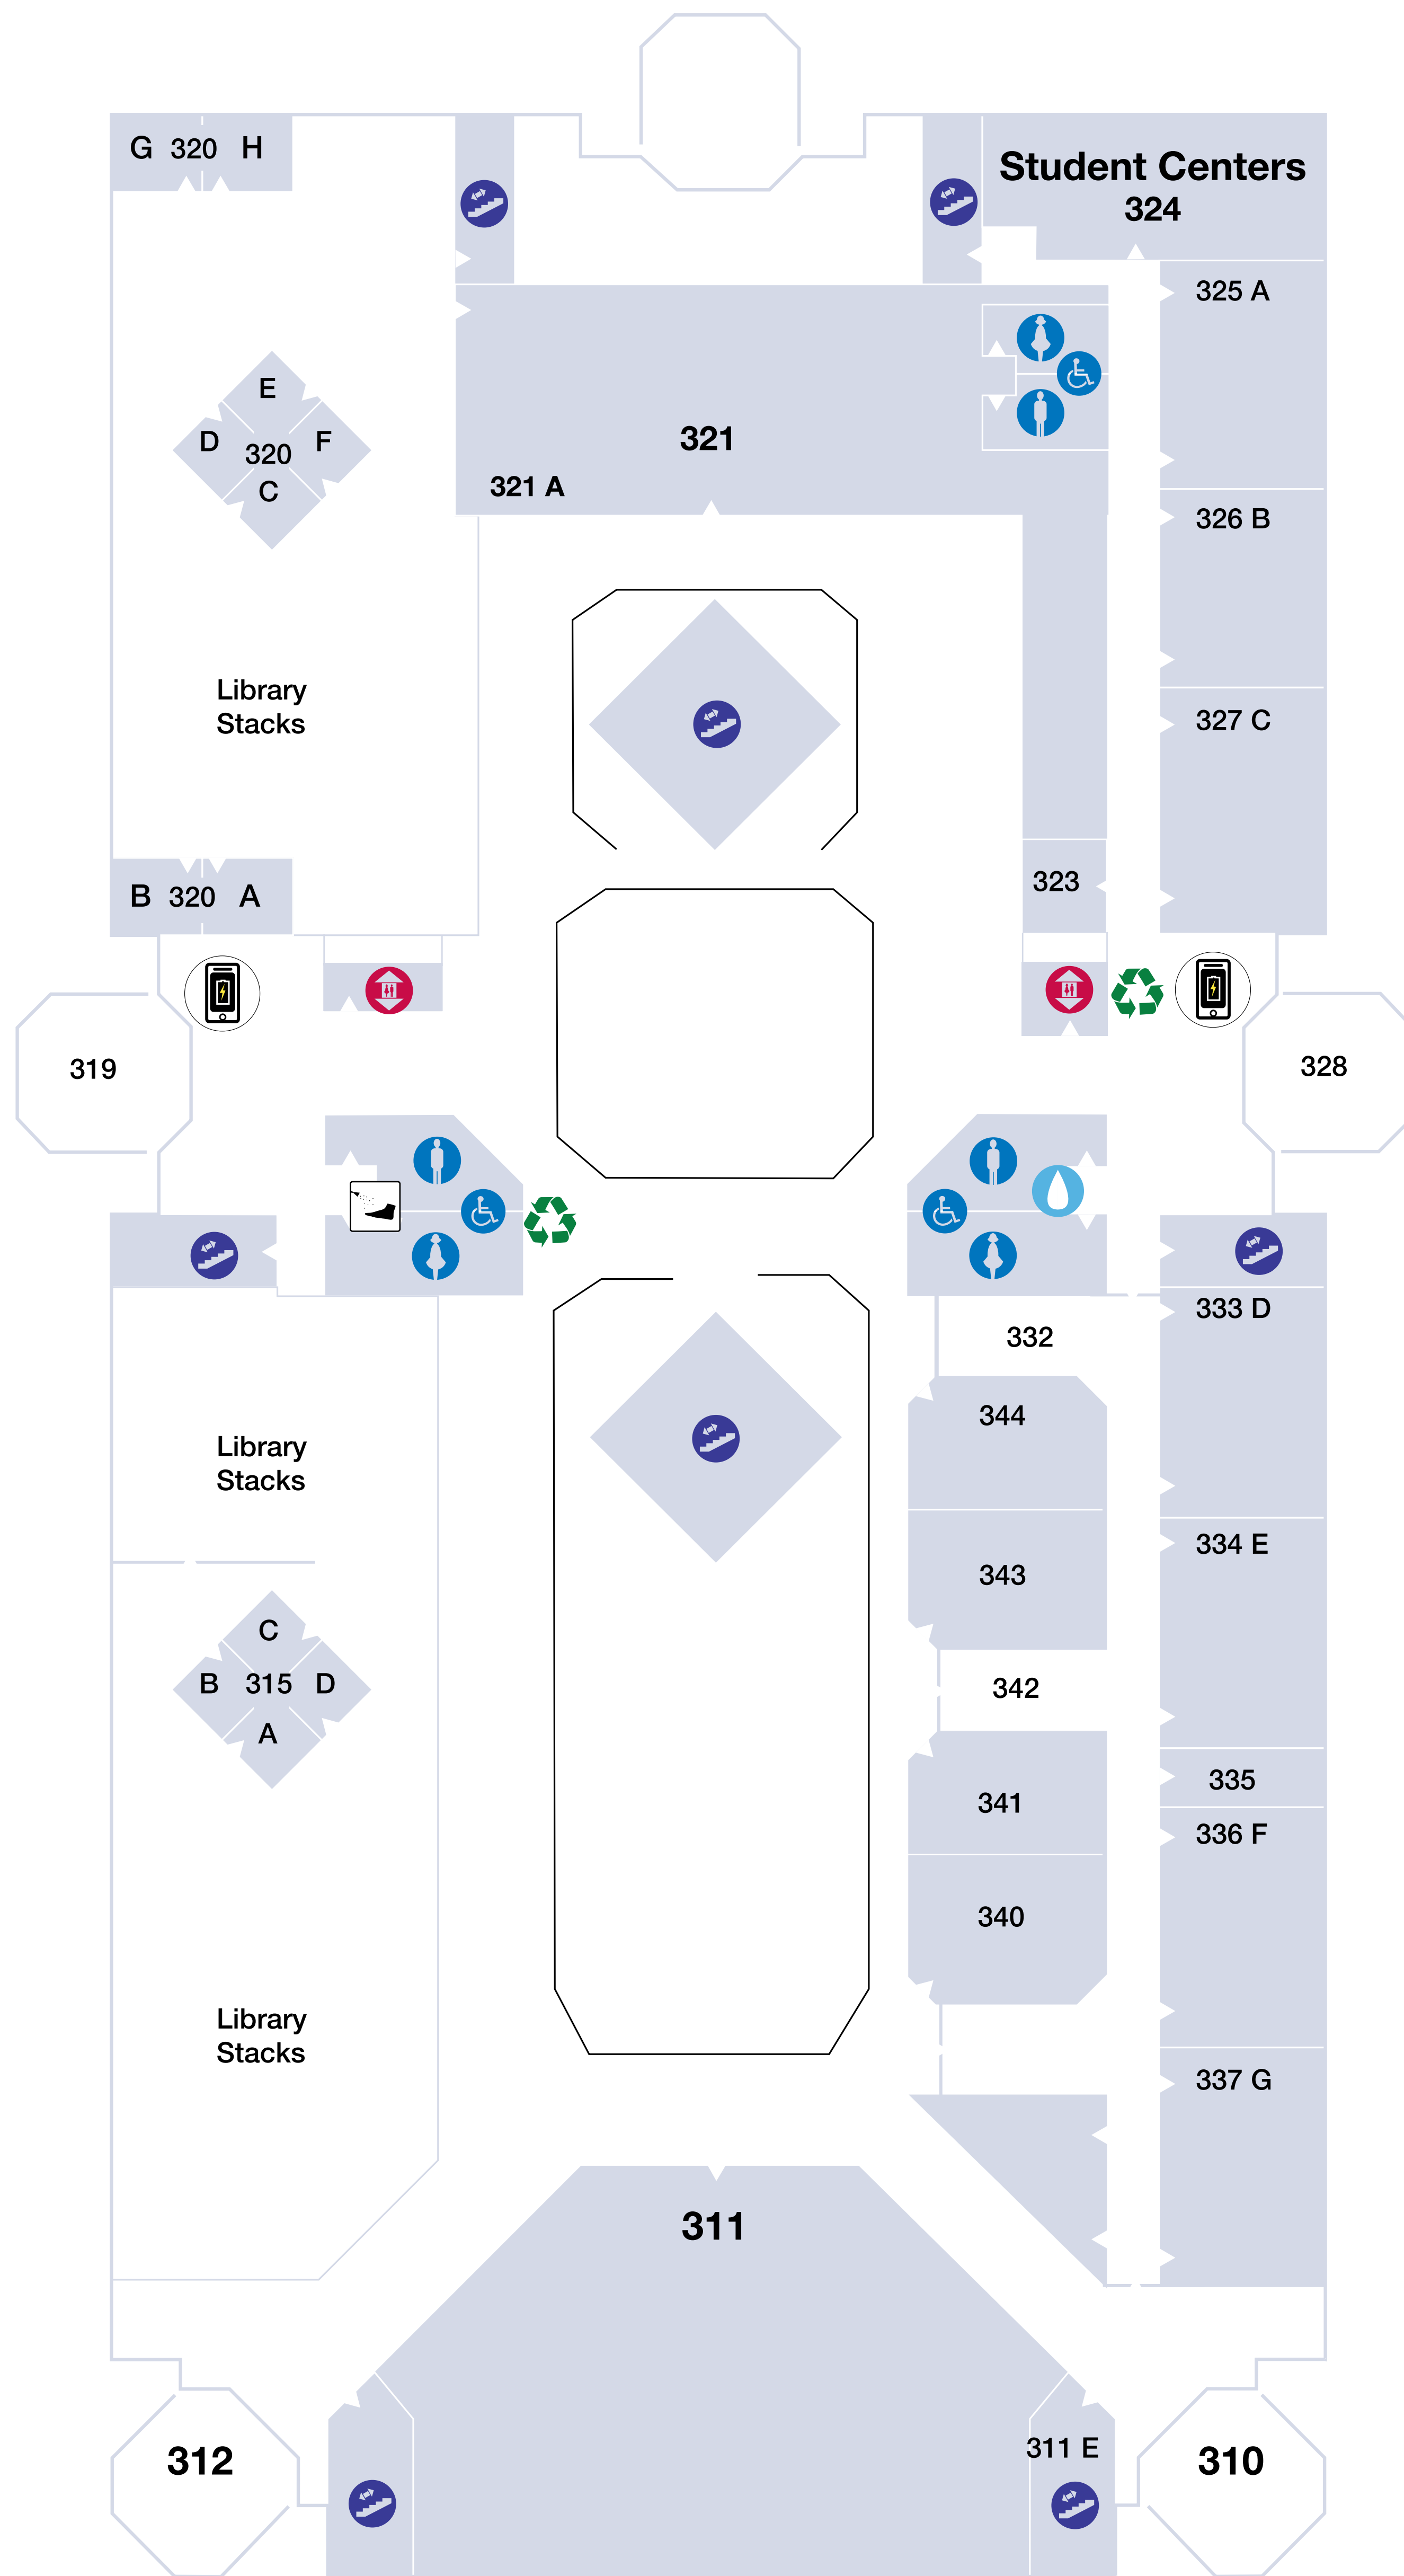 G 320 H
Student Centers
324
325 A
E
D 320 F
C
321
321 A
326 B
Library
Stacks
327 C
B 320 A
323
319
328
333 D
332
344
Library
Stacks
334 E
343
C
B 315 D
A
342
335
341
336 F
340
Library
Stacks
337 G
311
311 E
312
310